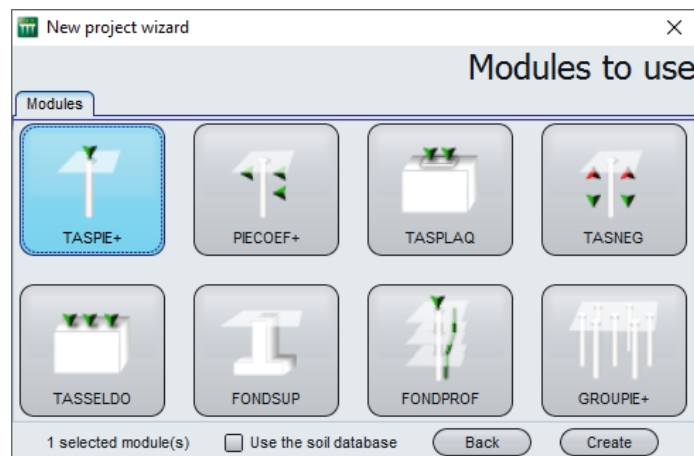 New project wizard
Modules to use
Modules
TASPIE+ PIECOEF+ TASPLAQ TASNEG
TASSELDO FONDSUP FONDPROF GROUPIE+
1 selected module(s) Use the soil database Back Create